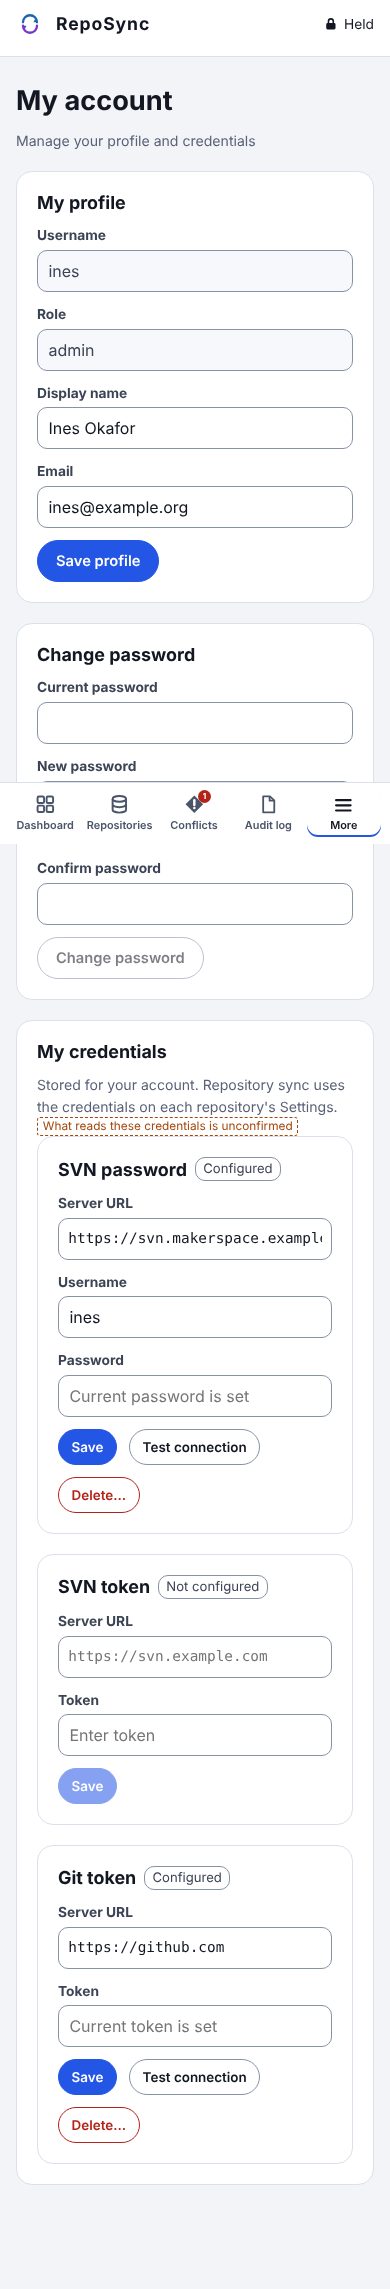 RepoSync
Held
My account
Manage your profile and credentials
My profile
Username
ines
Role
admin
Display name
Ines Okafor
Email
ines@example.org
Save profile
Change password
Current password
New password
Dashboard
Repositories
1
Conflicts
Audit log
More
Confirm password
Change password
My credentials
Stored for your account. Repository sync uses
the credentials on each repository's Settings.
What reads these credentials is unconfirmed
SVN password
Configured
Server URL
https://svn.makerspace.example
Username
ines
Password
Current password is set
Save
Test connection
Delete...
SVN token
Not configured
Server URL
https://svn.example.com
Token
Enter token
Save
Git token
Configured
Server URL
https://github.com
Token
Current token is set
Save
Test connection
Delete...